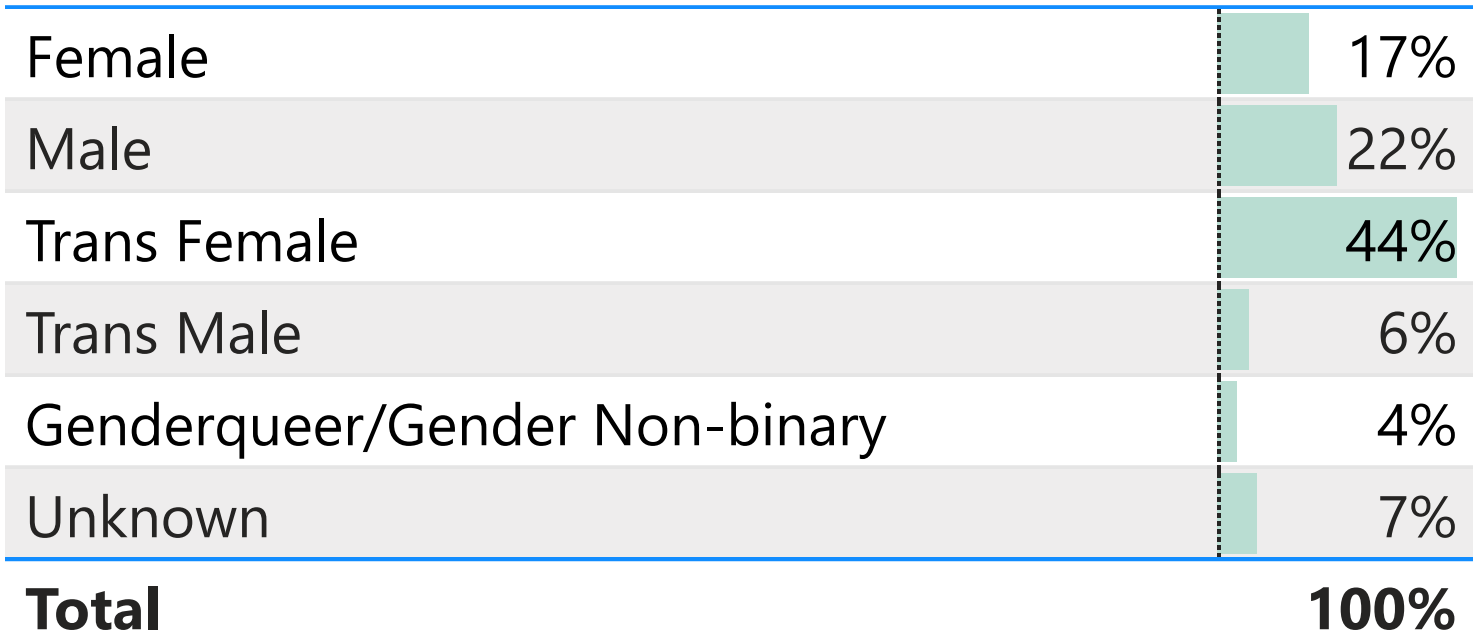 Female 17%
Male 22%
Trans Female 44%
Trans Male 6%
Genderqueer/Gender Non-binary 4%
Unknown 7%
Total 100%